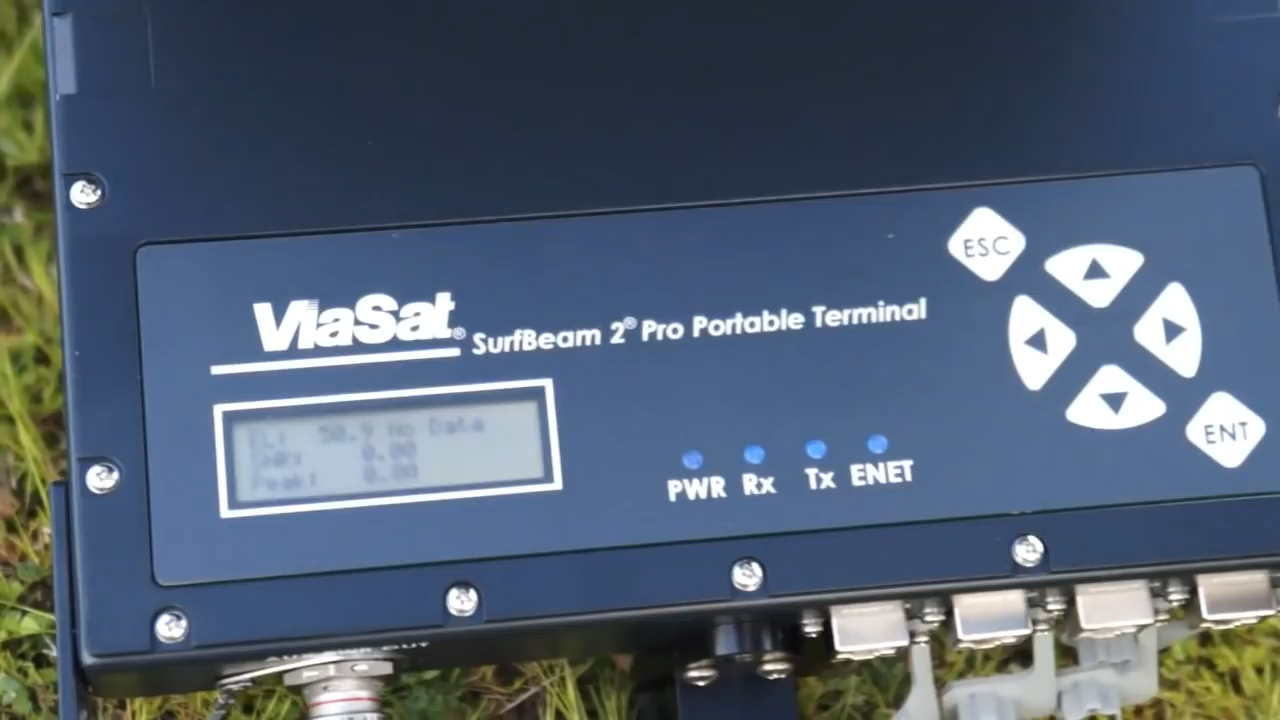 ESC
ViaSat®
SurfBeam 2® Pro Portable Terminal
EL: 50.9 No Data
SNR: 0.00
Peak: 0.00
PWR Rx Tx ENET
ENT